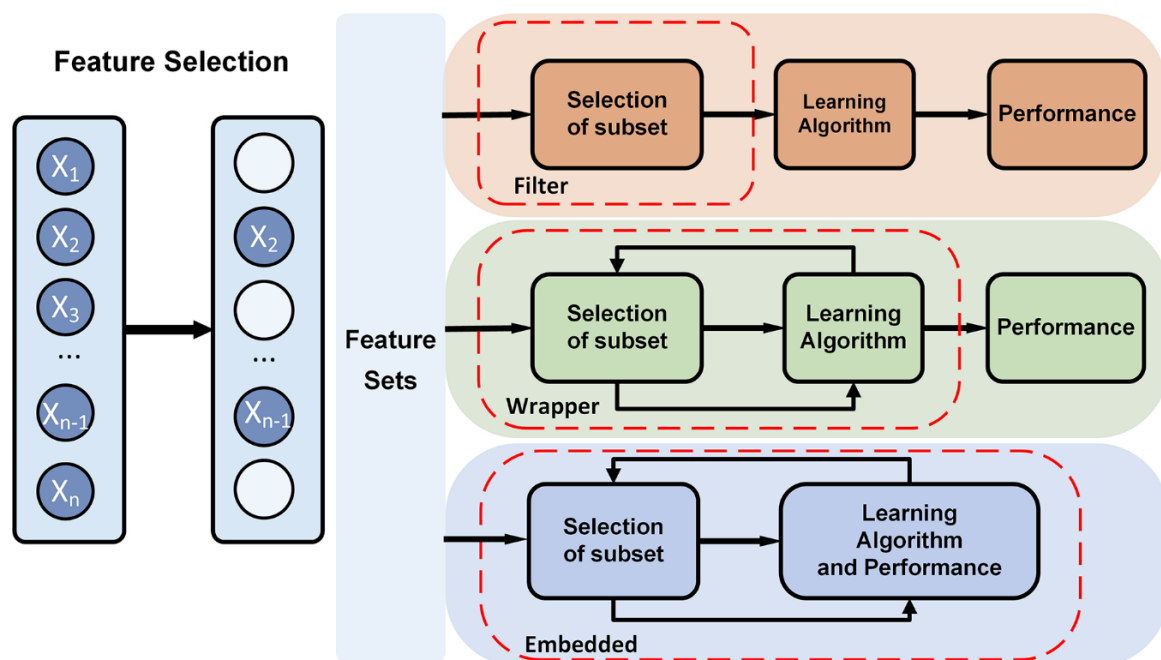 Feature Selection
X1
X2
X3
...
Xn-1
Xn
X2
...
Xn-1
Feature
Sets
Selection
of subset
Learning
Algorithm
Performance
Filter
Selection
of subset
Learning
Algorithm
Performance
Wrapper
Selection
of subset
Learning
Algorithm
and Performance
Embedded